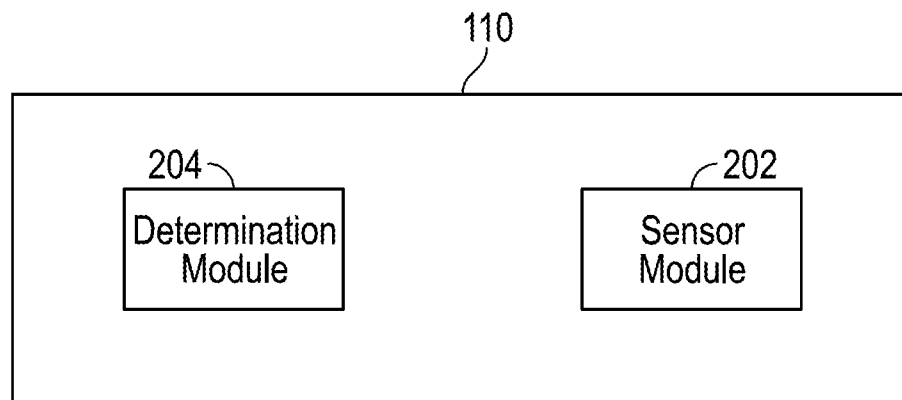 110
204
202
Determination
Module
Sensor
Module